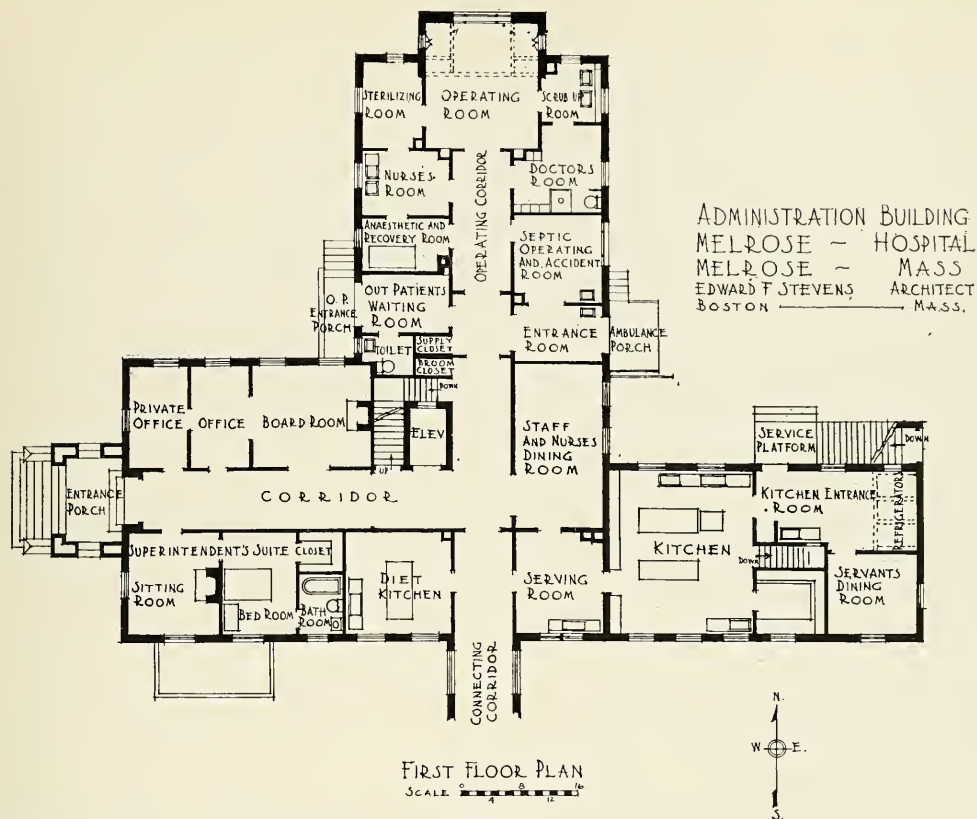 STERILIZING
ROOM
OPERATING
ROOM
SCRUB UP
ROOM
NURSES
ROOM
OPERATING CORRIDOR
DOCTORS
ROOM
ANAESTHETIC AND
RECOVERY ROOM
SEPTIC
OPERATING
AND ACCIDENT
ROOM
ADMINISTRATION BUILDING
MELROSE ~ HOSPITAL
MELROSE ~ MASS
EDWARD F STEVENS ARCHITECT
BOSTON ——— MASS.
O. P.
ENTRANCE
PORCH
OUT PATIENTS
WAITING
ROOM
TOILET
SUPPLY
CLOSET
BROOM
CLOSET
ENTRANCE
ROOM
AMBULANCE
PORCH
DOWN
PRIVATE
OFFICE
OFFICE
BOARD ROOM
UP
ELEV
STAFF
AND NURSES
DINING
ROOM
SERVICE
PLATFORM
DOWN
ENTRANCE
PORCH
CORRIDOR
KITCHEN ENTRANCE
ROOM
REFRIGERATORS
SUPERINTENDENT'S SUITE
CLOSET
SITTING
ROOM
BED ROOM
BATH
ROOM
DIET
KITCHEN
SERVING
ROOM
KITCHEN
DOWN
SERVANTS
DINING
ROOM
CONNECTING
CORRIDOR
FIRST FLOOR PLAN
SCALE 0 4 8 12 16
N.
W E.
S.